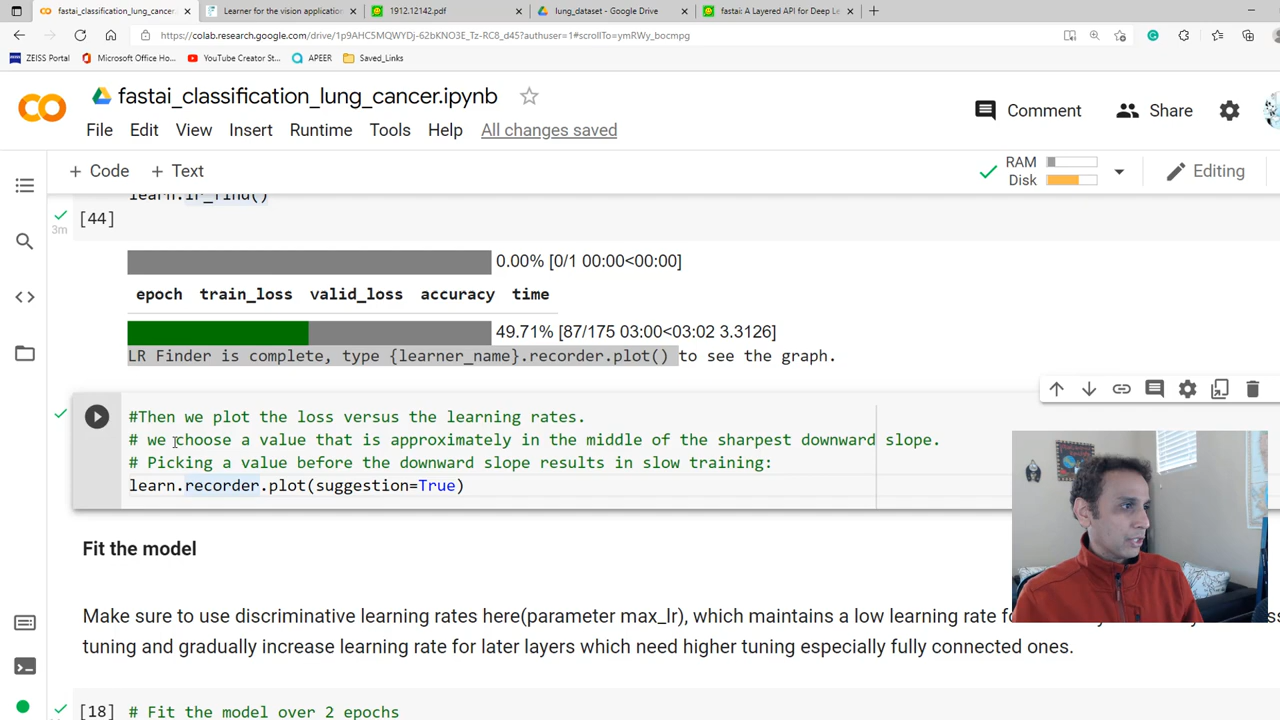 fastai_classification_lung_cancer.
Learner for the vision application
1912.12142.pdf
lung_dataset - Google Drive
fastai: A Layered API for Deep Le
https://colab.research.google.com/drive/1p9AHC5MQWYDj-62bKNO3E_Tz-RC8_d45?authuser=1#scrollTo=ymRWy_bocmpg
ZEISS Portal
Microsoft Office Ho...
YouTube Creator St...
APEER
Saved_Links
fastai_classification_lung_cancer.ipynb
Comment
Share
File Edit View Insert Runtime Tools Help All changes saved
+ Code + Text
RAM
Disk
Editing
learn.lr_find()
[44]
3m
0.00% [0/1 00:00<00:00]
epoch train_loss valid_loss accuracy time
49.71% [87/175 03:00<03:02 3.3126]
LR Finder is complete, type {learner_name}.recorder.plot() to see the graph.
#Then we plot the loss versus the learning rates.
# we choose a value that is approximately in the middle of the sharpest downward slope.
# Picking a value before the downward slope results in slow training:
learn.recorder.plot(suggestion=True)
Fit the model
Make sure to use discriminative learning rates here(parameter max_lr), which maintains a low learning rate
tuning and gradually increase learning rate for later layers which need higher tuning especially fully connected ones.
[18] # Fit the model over 2 epochs